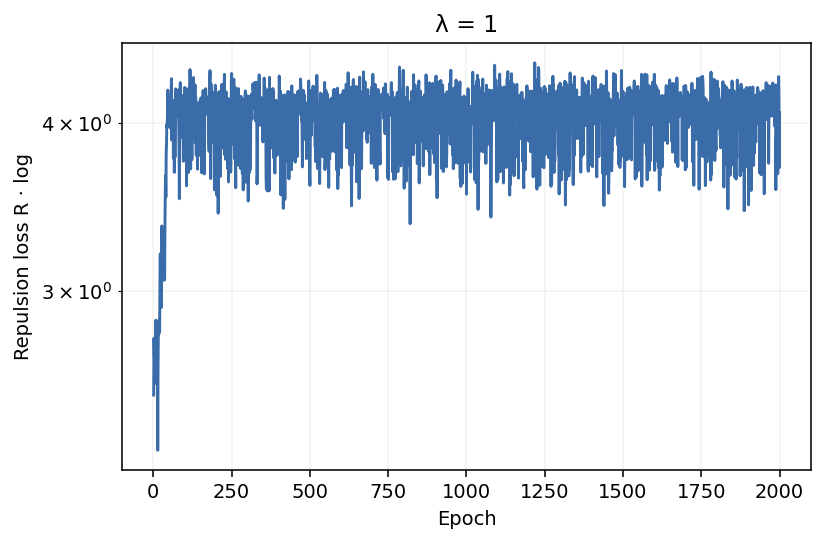 λ = 1
Repulsion loss R · log
4 × 10⁰
3 × 10⁰
0 250 500 750 1000 1250 1500 1750 2000
Epoch